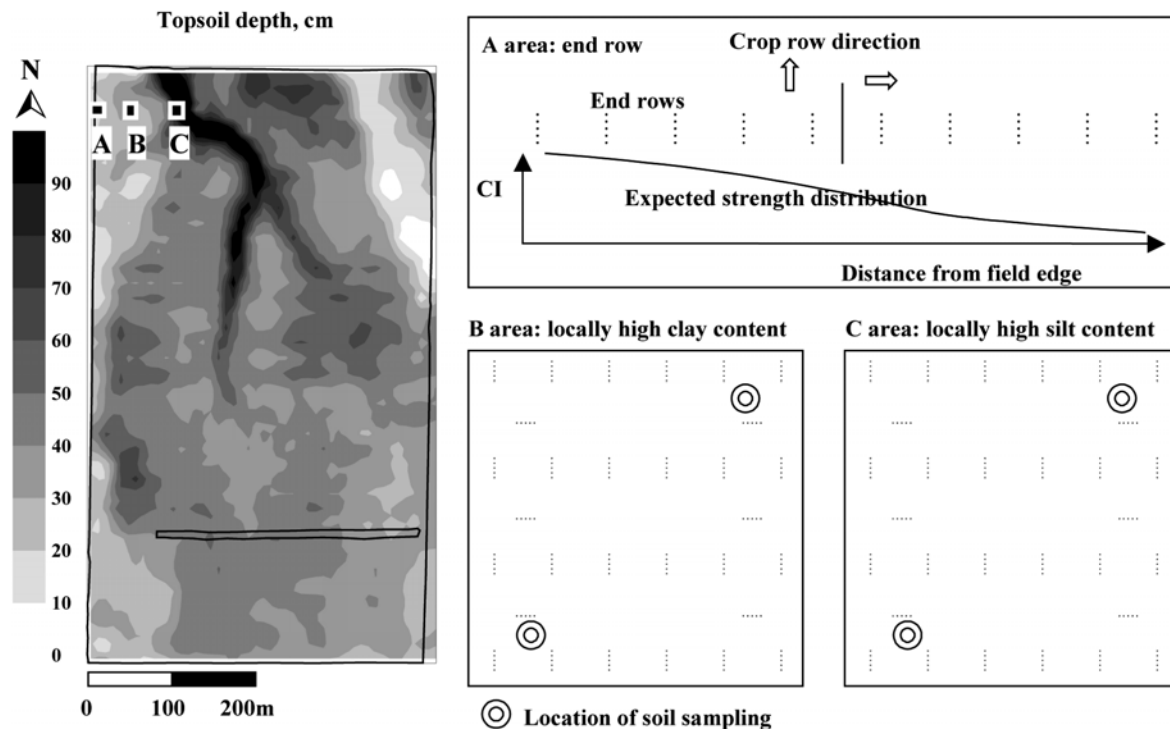 Topsoil depth, cm
N
A
B
C
90
80
70
60
50
40
30
20
10
0
0
100
200m
A area: end row
Crop row direction
End rows
CI
Expected strength distribution
Distance from field edge
B area: locally high clay content
C area: locally high silt content
Location of soil sampling